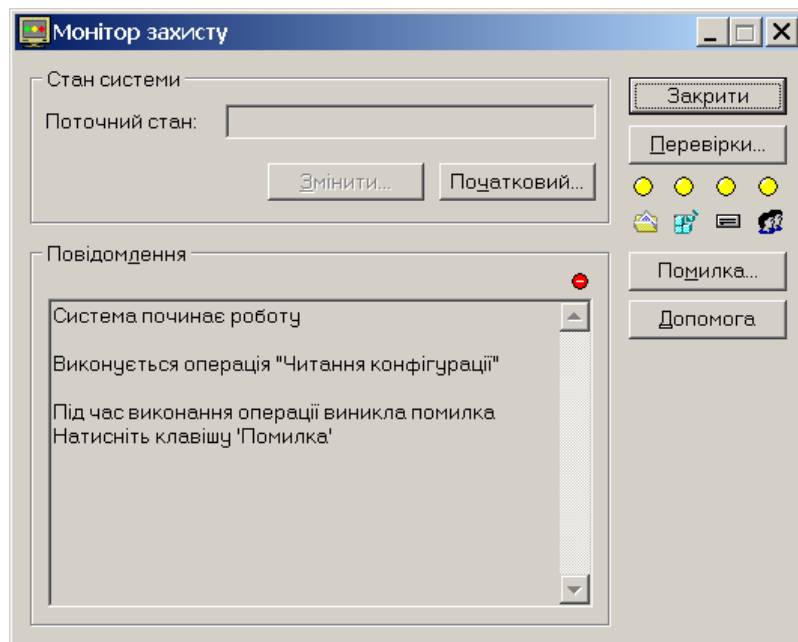 Монітор захисту
Стан системи
Поточний стан:
Змінити...
Початковий...
Закрити
Перевірки...
Помилка...
Допомога
Повідомлення
Система починає роботу
Виконується операція "Читання конфігурації"
Під час виконання операції виникла помилка
Натисніть клавішу 'Помилка'